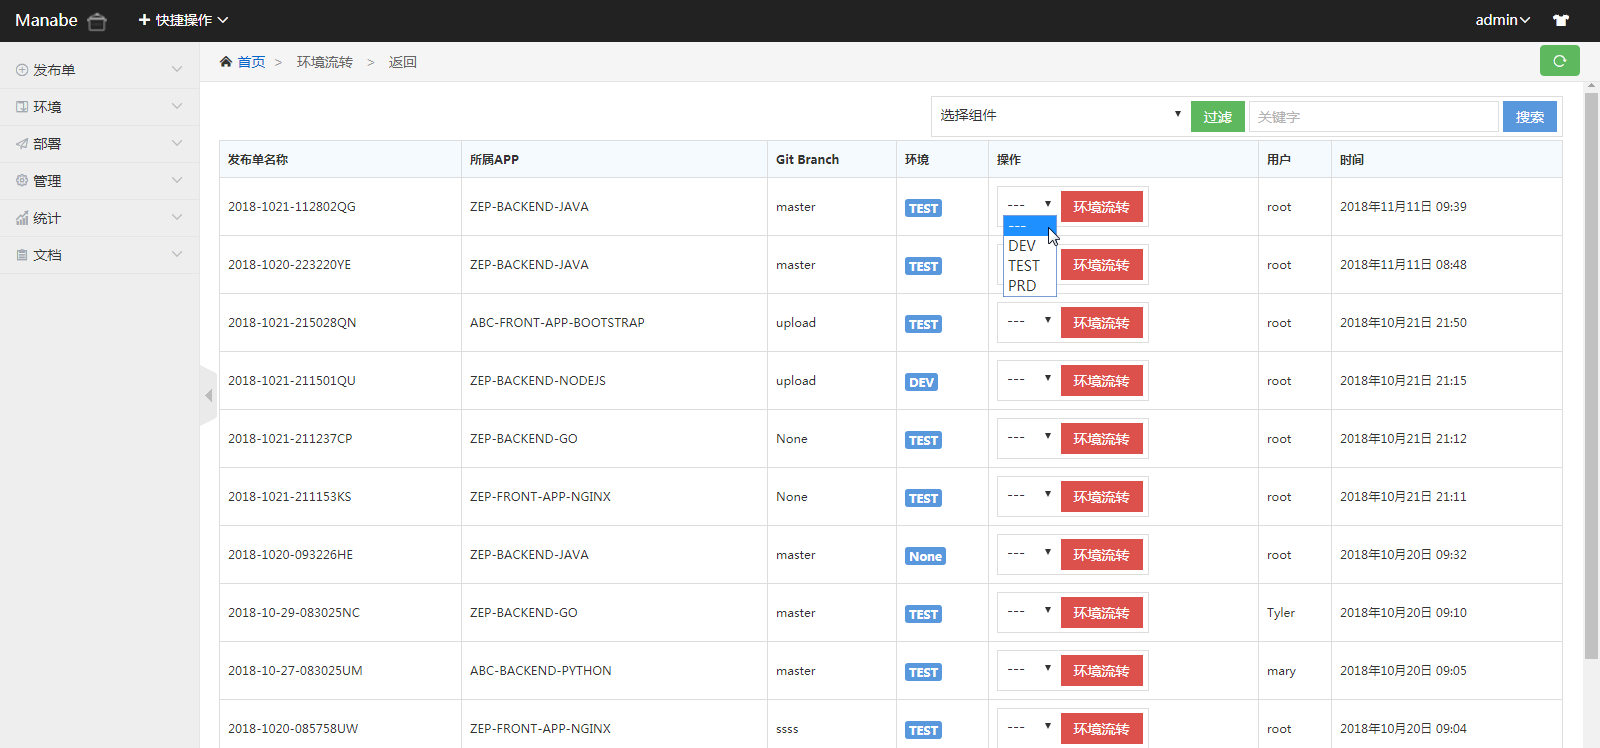 Manabe 快捷操作 admin
首页 > 环境流转 > 返回
发布单
环境
部署
管理
统计
文档
选择组件 过滤 关键字 搜索
发布单名称 所属APP Git Branch 环境 操作 用户 时间
2018-1021-112802QG ZEP-BACKEND-JAVA master TEST --- 环境流转 root 2018年11月11日 09:39
---
DEV
TEST
PRD
2018-1020-223220YE ZEP-BACKEND-JAVA master TEST 环境流转 root 2018年11月11日 08:48
2018-1021-215028QN ABC-FRONT-APP-BOOTSTRAP upload TEST --- 环境流转 root 2018年10月21日 21:50
2018-1021-211501QU ZEP-BACKEND-NODEJS upload DEV --- 环境流转 root 2018年10月21日 21:15
2018-1021-211237CP ZEP-BACKEND-GO None TEST --- 环境流转 root 2018年10月21日 21:12
2018-1021-211153KS ZEP-FRONT-APP-NGINX None TEST --- 环境流转 root 2018年10月21日 21:11
2018-1020-093226HE ZEP-BACKEND-JAVA master None --- 环境流转 root 2018年10月20日 09:32
2018-10-29-083025NC ZEP-BACKEND-GO master TEST --- 环境流转 Tyler 2018年10月20日 09:10
2018-10-27-083025UM ABC-BACKEND-PYTHON master TEST --- 环境流转 mary 2018年10月20日 09:05
2018-1020-085758UW ZEP-FRONT-APP-NGINX ssss TEST --- 环境流转 root 2018年10月20日 09:04